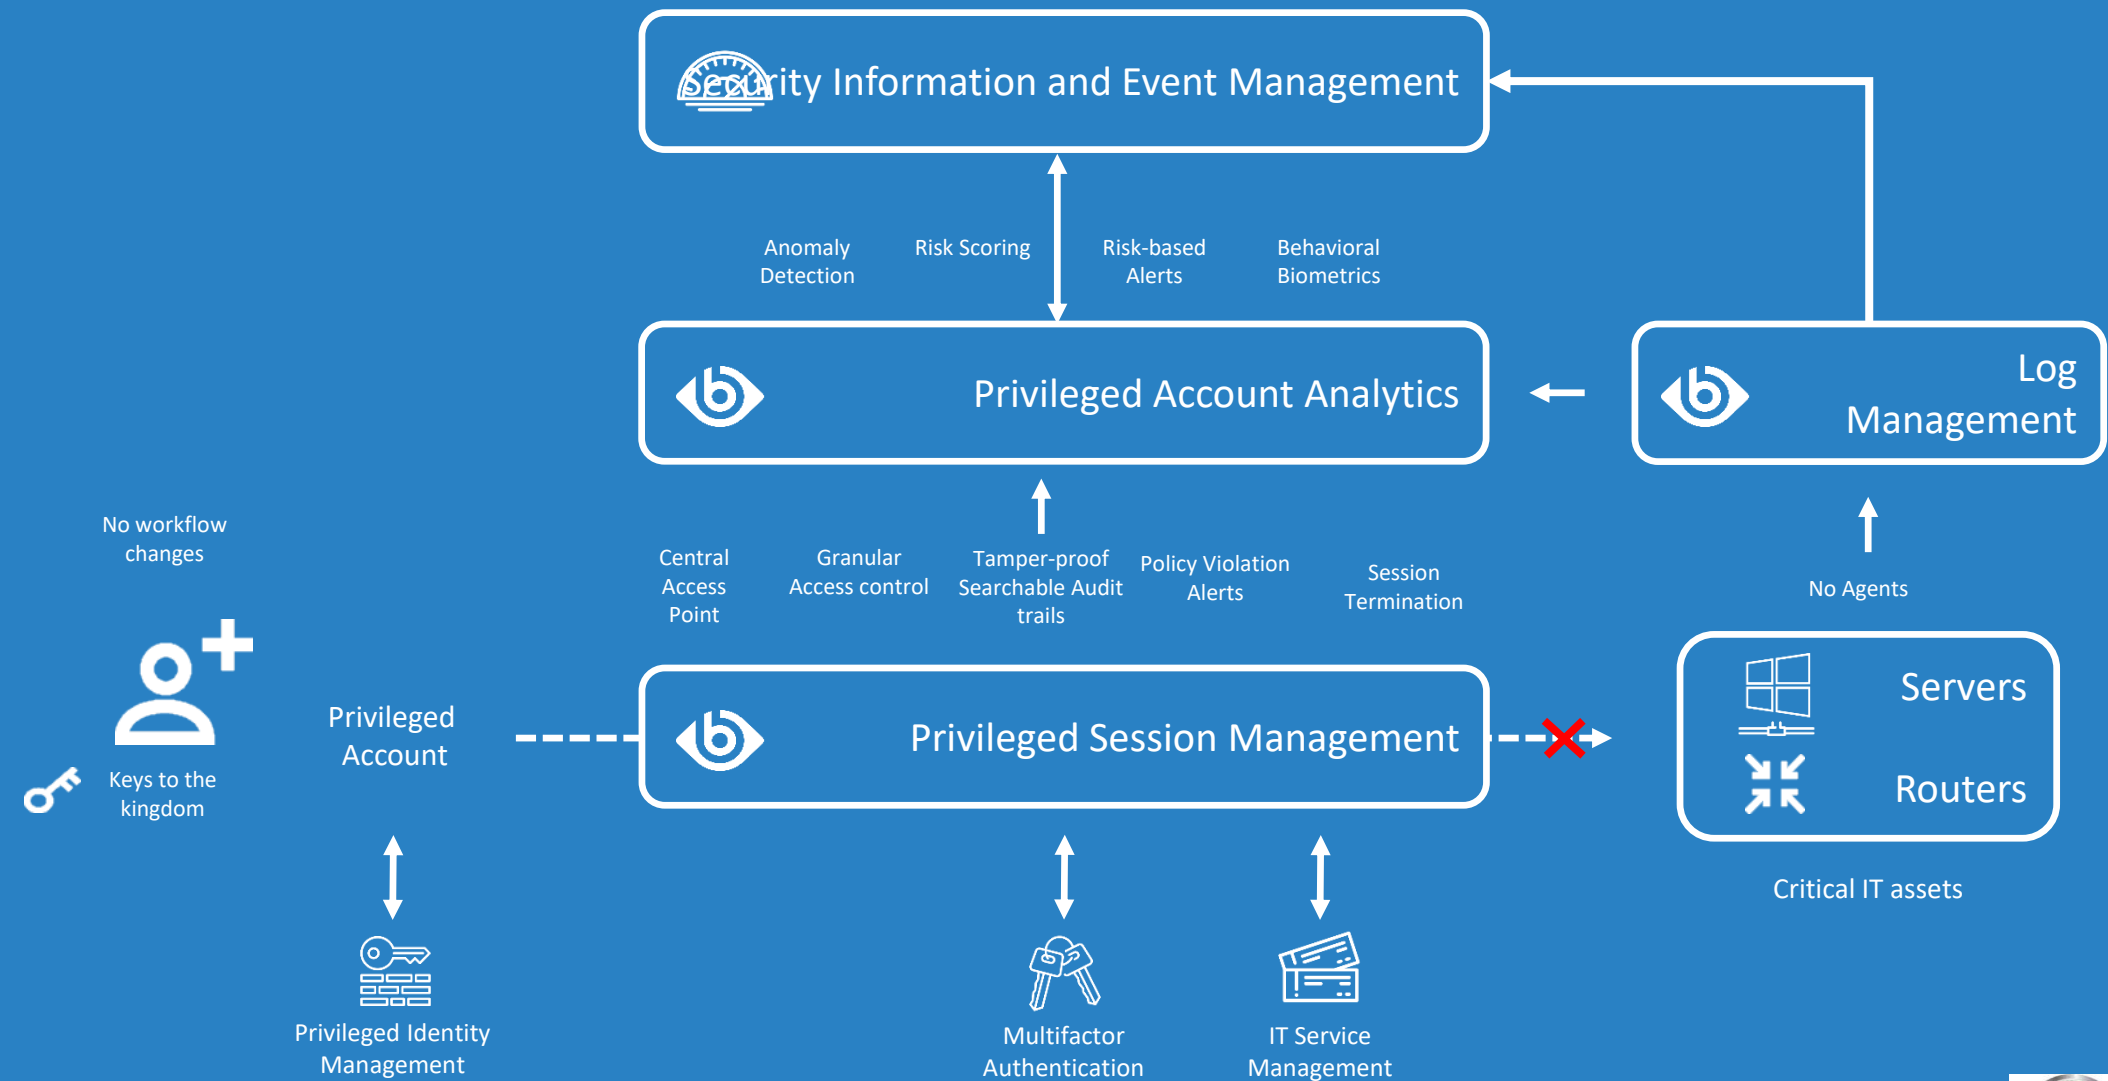 Security Information and Event Management
Anomaly
Detection
Risk Scoring
Risk-based
Alerts
Behavioral
Biometrics
Privileged Account Analytics
Log
Management
No workflow
changes
Central
Access
Point
Granular
Access control
Tamper-proof
Searchable Audit
trails
Policy Violation
Alerts
Session
Termination
No Agents
Keys to the
kingdom
Privileged
Account
Privileged Session Management
Servers
Routers
Critical IT assets
Privileged Identity
Management
Multifactor
Authentication
IT Service
Management